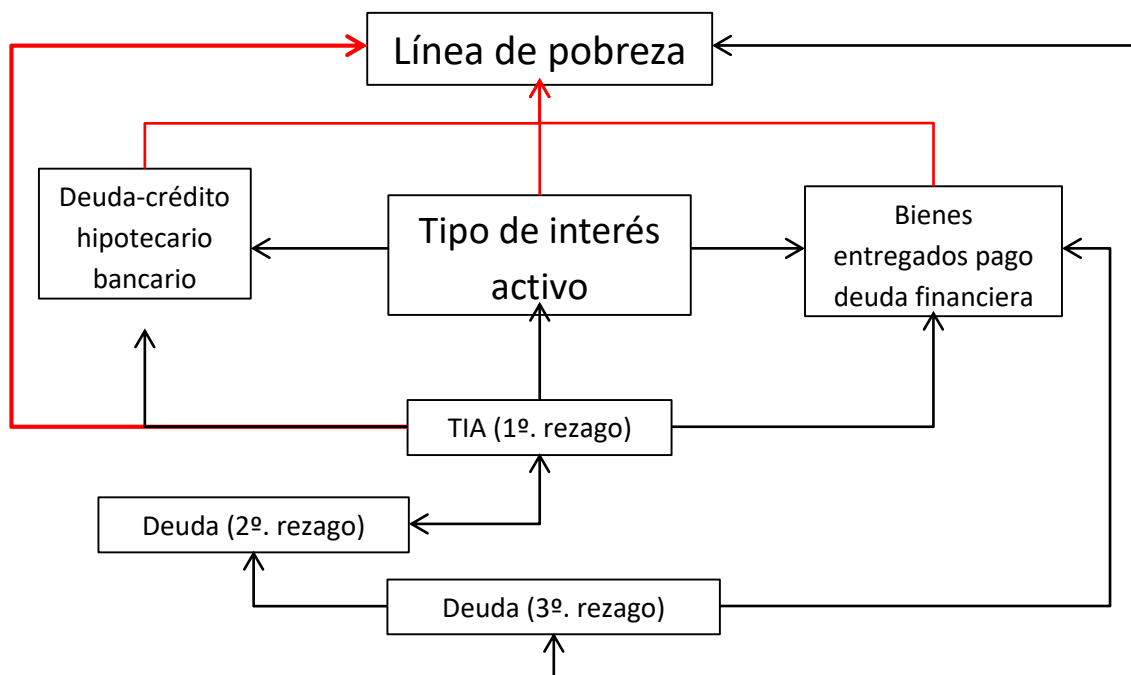 Línea de pobreza
Deuda-crédito
hipotecario
bancario
Tipo de interés
activo
Bienes
entregados pago
deuda financiera
TIA (1º. rezago)
Deuda (2º. rezago)
Deuda (3º. rezago)